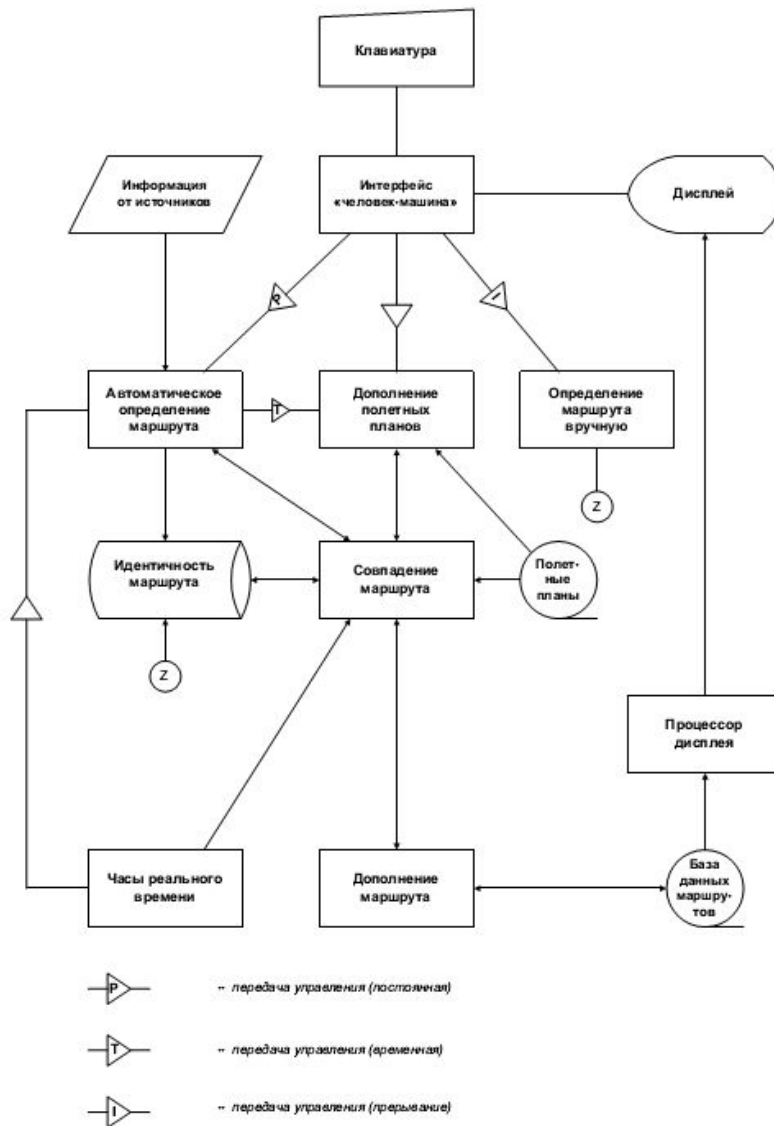 Клавиатура
Информация
от источников
Интерфейс
«человек-машина»
Дисплей
P
I
Автоматическое
определение
маршрута
T
Дополнение
полетных
планов
Определение
маршрута
вручную
Z
Идентичность
маршрута
Совпадение
маршрута
Полет-
ные
планы
Z
Процессор
дисплея
Часы реального
времени
Дополнение
маршрута
База
данных
маршру-
тов
P
-- передача управления (постоянная)
T
-- передача управления (временная)
I
-- передача управления (прерывание)